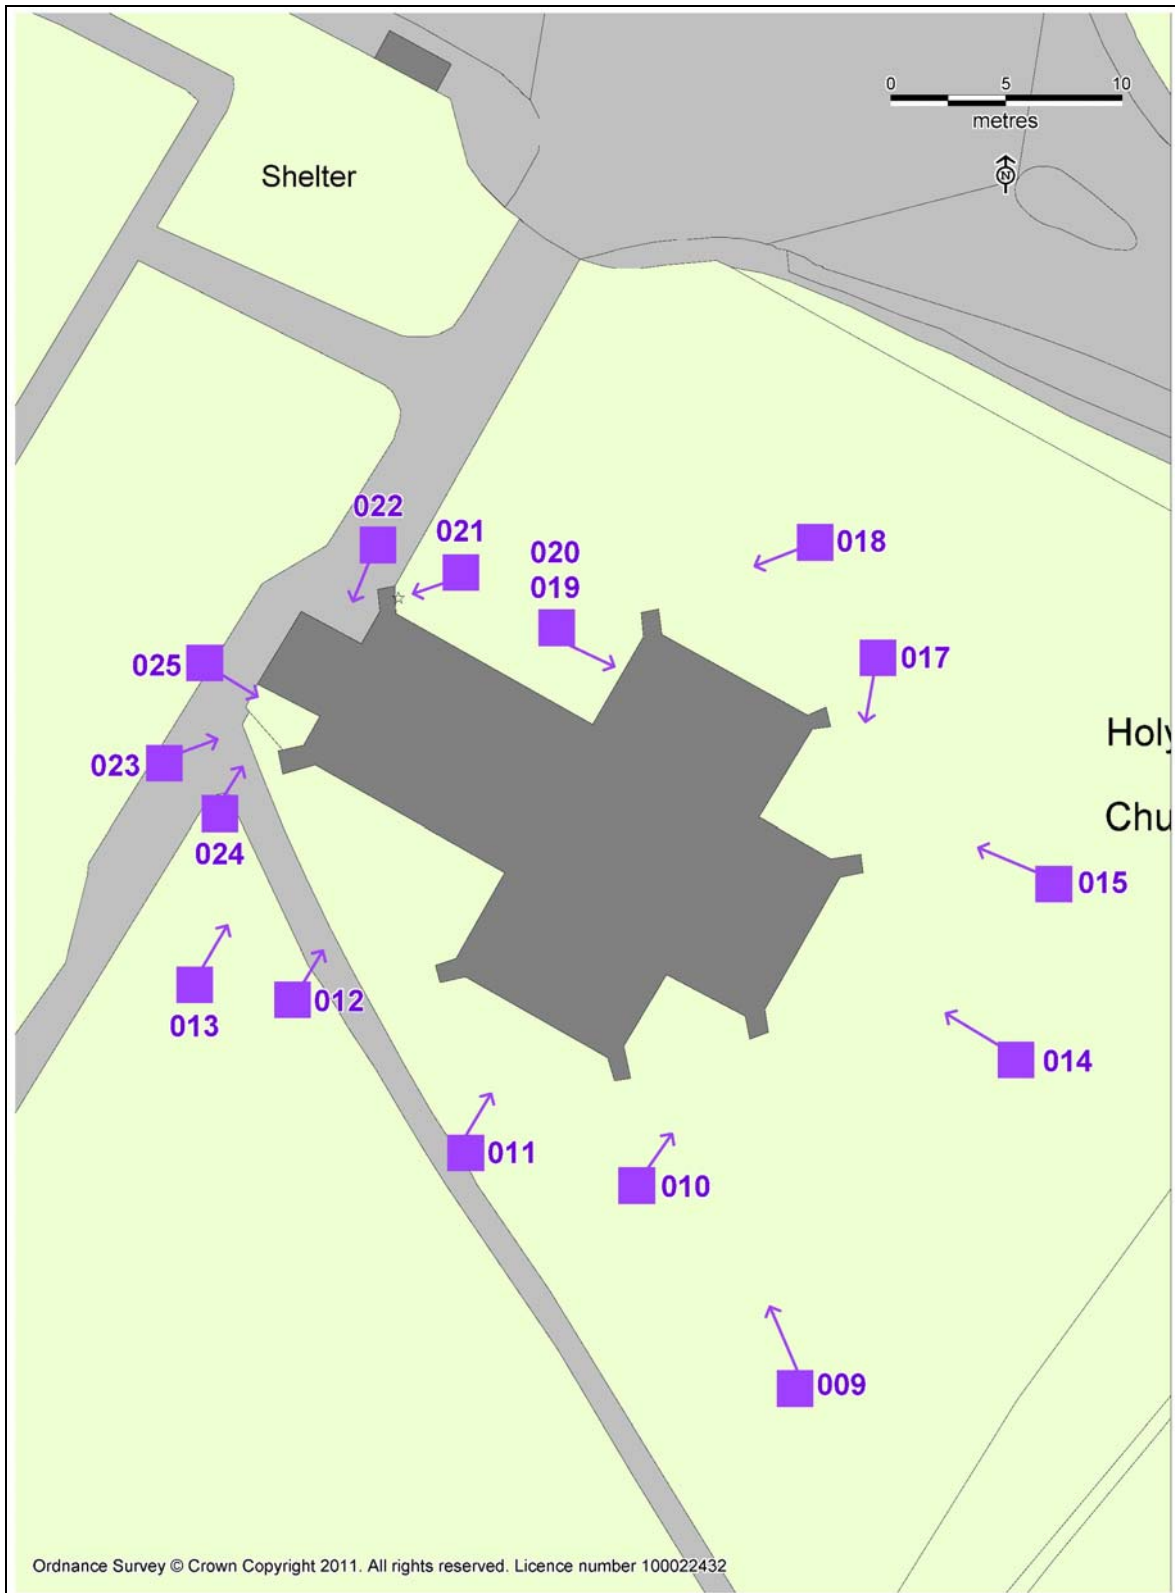 0 5 10
metres
N
Shelter
022
021
020
019
018
025
017
Holy
023
Chu
024
015
013
012
014
011
010
009
Ordnance Survey © Crown Copyright 2011. All rights reserved. Licence number 100022432